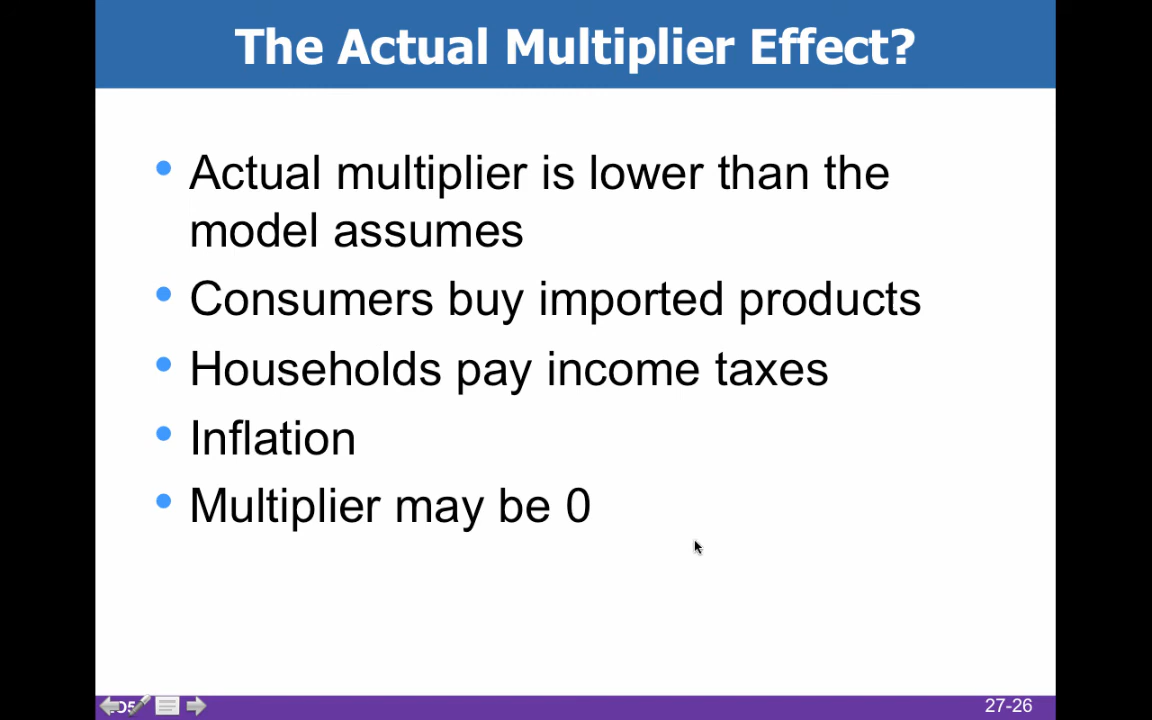 The Actual Multiplier Effect?
• Actual multiplier is lower than the
model assumes
• Consumers buy imported products
• Households pay income taxes
• Inflation
• Multiplier may be 0
27-26